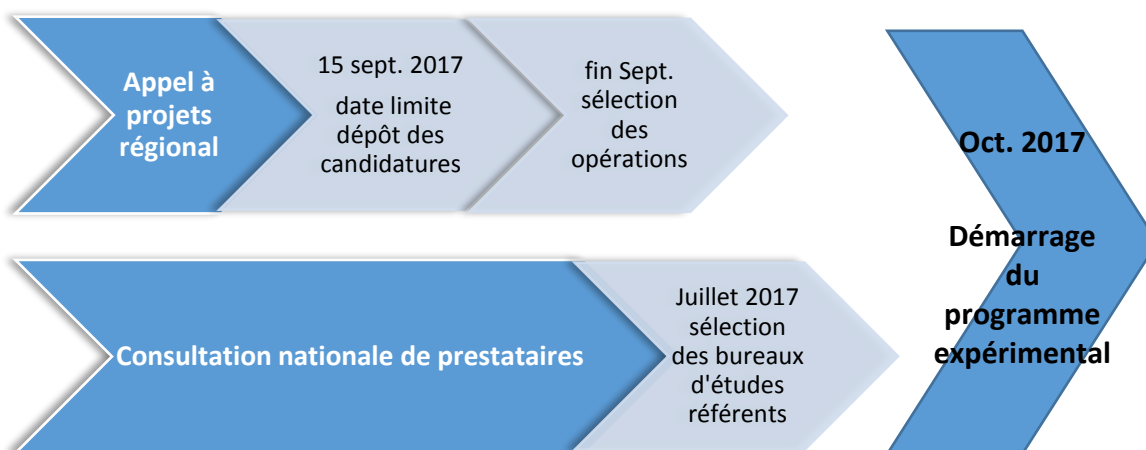 Appel à
projets
régional
15 sept. 2017
date limite
dépôt des
candidatures
fin Sept.
sélection
des
opérations
Consultation nationale de prestataires
Juillet 2017
sélection
des bureaux
d'études
référents
Oct. 2017
Démarrage
du
programme
expérimental